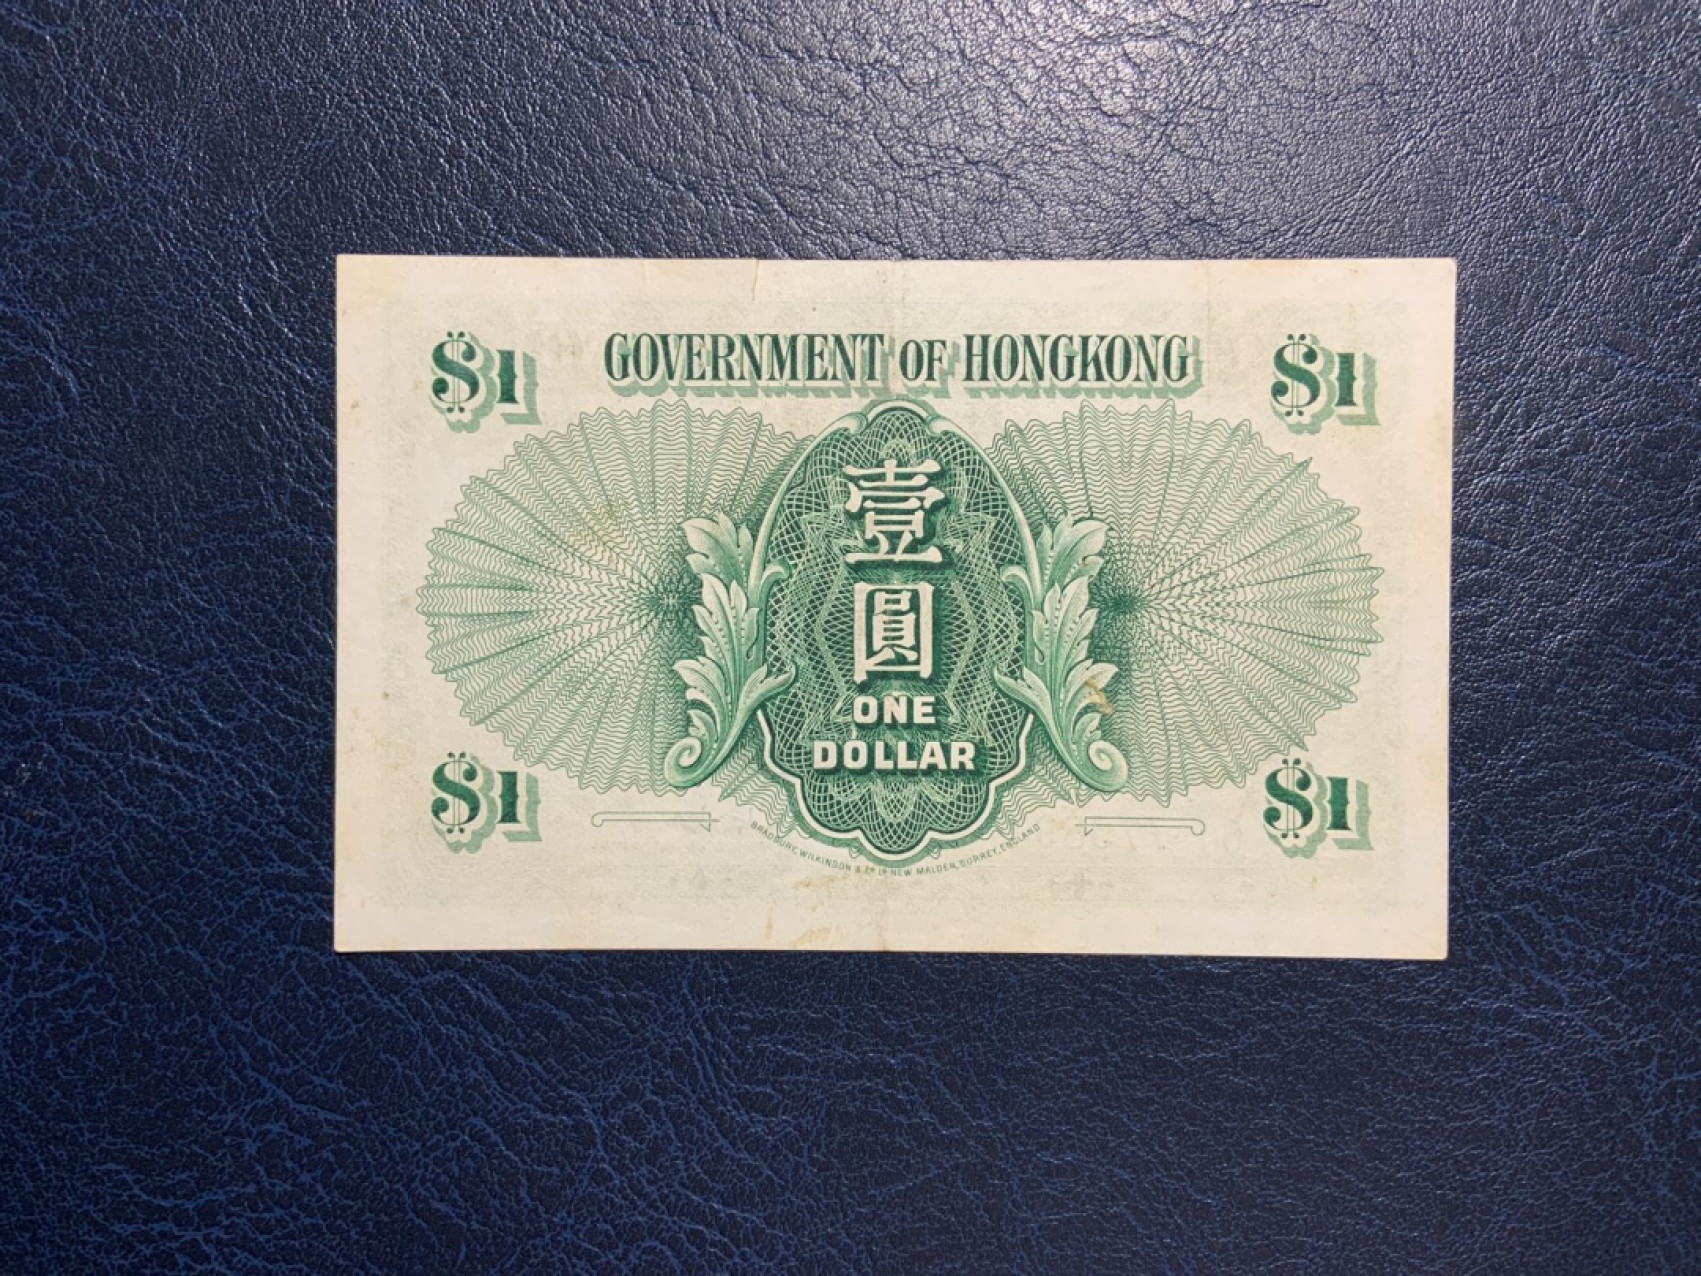 $1 GOVERNMENT OF HONGKONG $1
壹
圓
ONE
DOLLAR
$1 $1
BRADBURY, WILKINSON & Co Ld NEW MALDEN, SURREY, ENGLAND